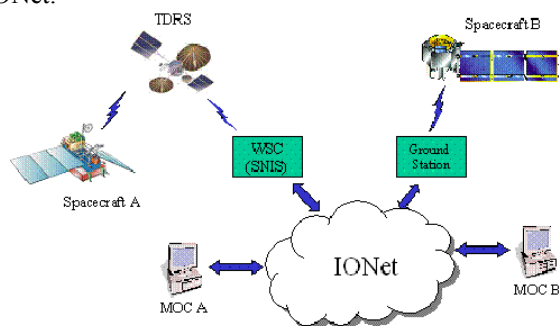 IONet.
TDRS
Spacecraft B
WSC
(SNIS)
Ground
Station
Spacecraft A
IONet
MOC A
MOC B